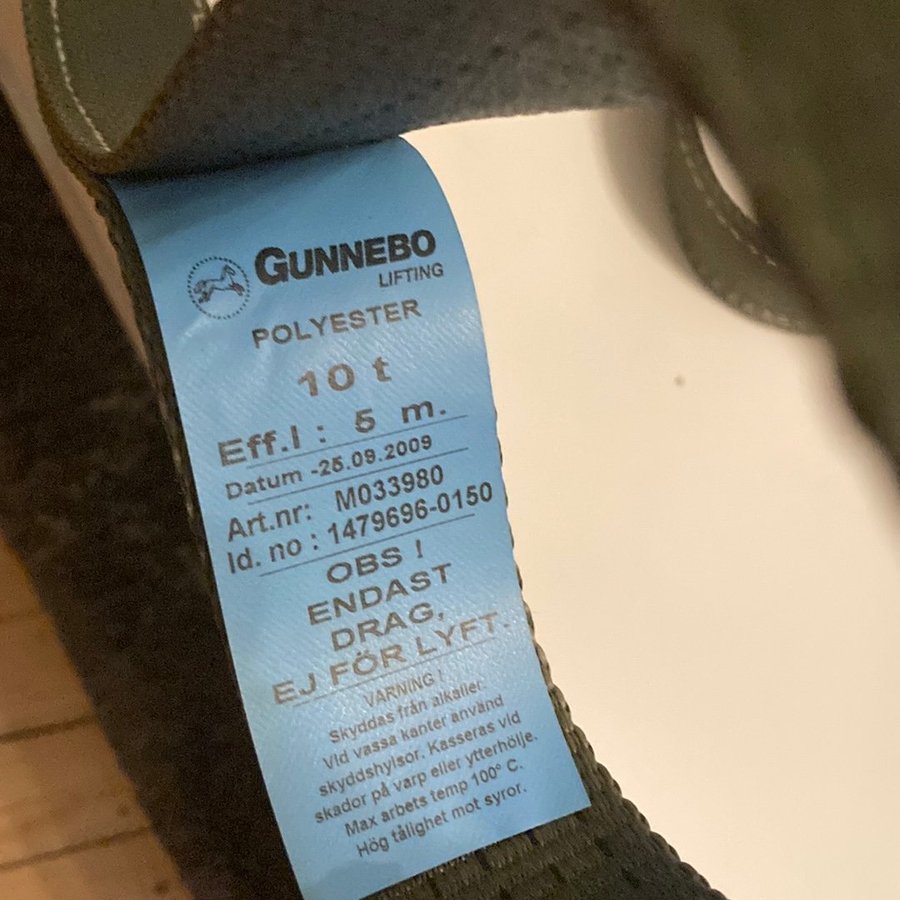 GUNNEBO
LIFTING
POLYESTER
10 t
Eff.l : 5 m.
Datum -25.09.2009
Art.nr: M033980
Id. no : 1479696-0150
OBS !
ENDAST
DRAG,
EJ FÖR LYFT.
VARNING !
Skyddas från alkalier.
Vid vassa kanter använd
skyddshylsor. Kasseras vid
skador på varp eller ytterhölje.
Max arbets temp 100° C.
Hög tålighet mot syror.